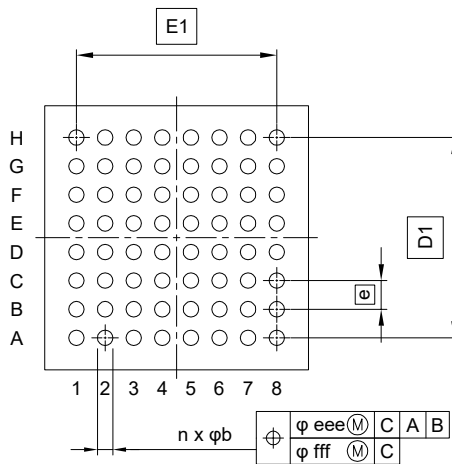 E1
H
G
F
E
D
C
B
A
D1
e
1 2 3 4 5 6 7 8
n x φb
φ eee Ⓜ C A B
φ fff Ⓜ C